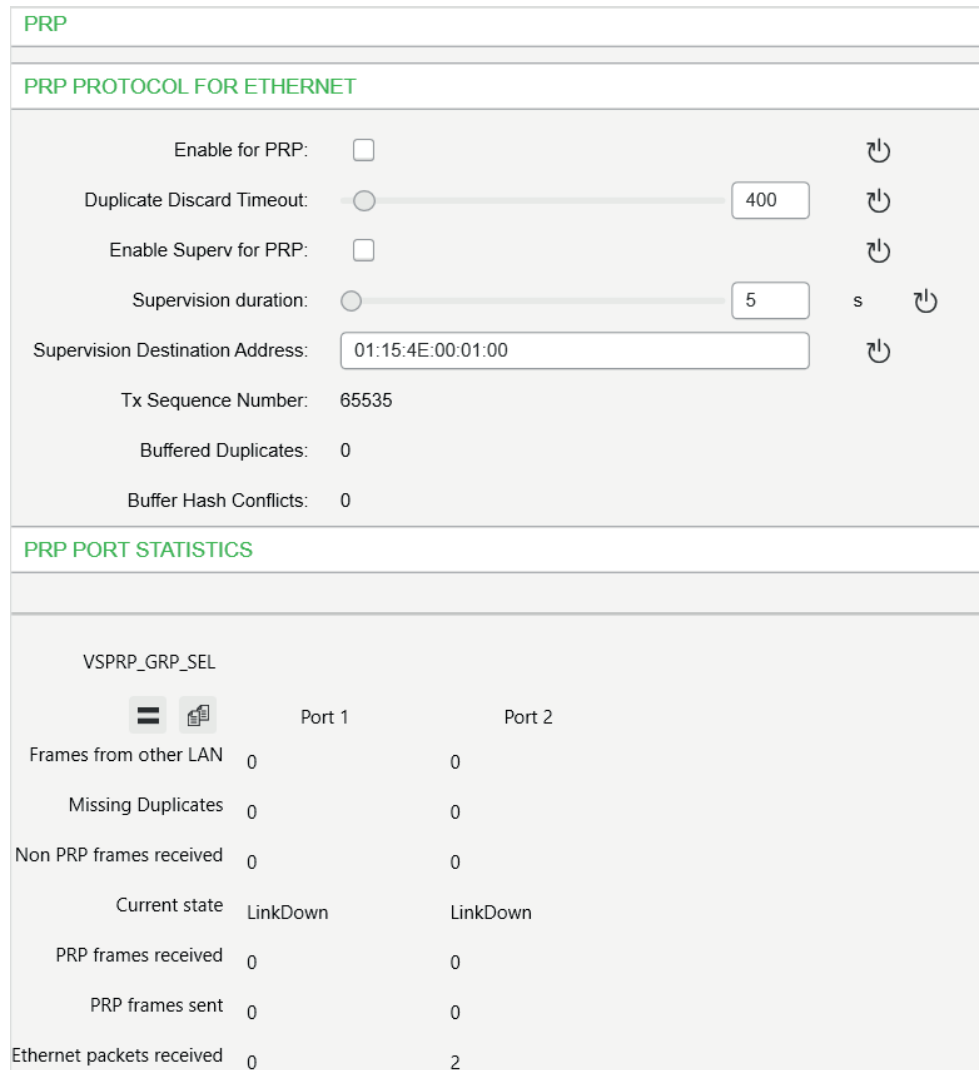 PRP
PRP PROTOCOL FOR ETHERNET
Enable for PRP:
Duplicate Discard Timeout: 400
Enable Superv for PRP:
Supervision duration: 5 s
Supervision Destination Address: 01:15:4E:00:01:00
Tx Sequence Number: 65535
Buffered Duplicates: 0
Buffer Hash Conflicts: 0
PRP PORT STATISTICS
VSPRP_GRP_SEL
Port 1 Port 2
Frames from other LAN 0 0
Missing Duplicates 0 0
Non PRP frames received 0 0
Current state LinkDown LinkDown
PRP frames received 0 0
PRP frames sent 0 0
Ethernet packets received 0 2